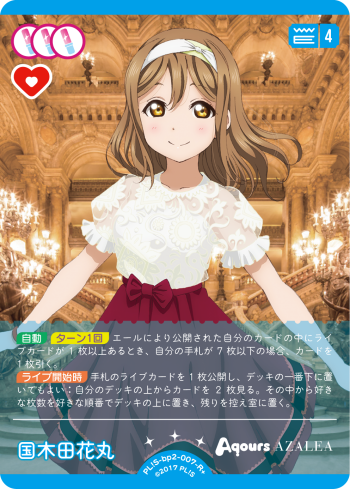 4
自動 ターン1回 エールにより公開された自分のカードの中にライ
ブカードが1枚以上あるとき、自分の手札が7枚以下の場合、カードを
1枚引く。
ライブ開始時 手札のライブカードを1枚公開し、デッキの一番下に置
いてもよい：自分のデッキの上からカードを2枚見る。その中から好き
な枚数を好きな順番でデッキの上に置き、残りを控え室に置く。
国木田花丸
Aqours AZALEA
PL!S-bp2-007-R+
©2017 PL!S